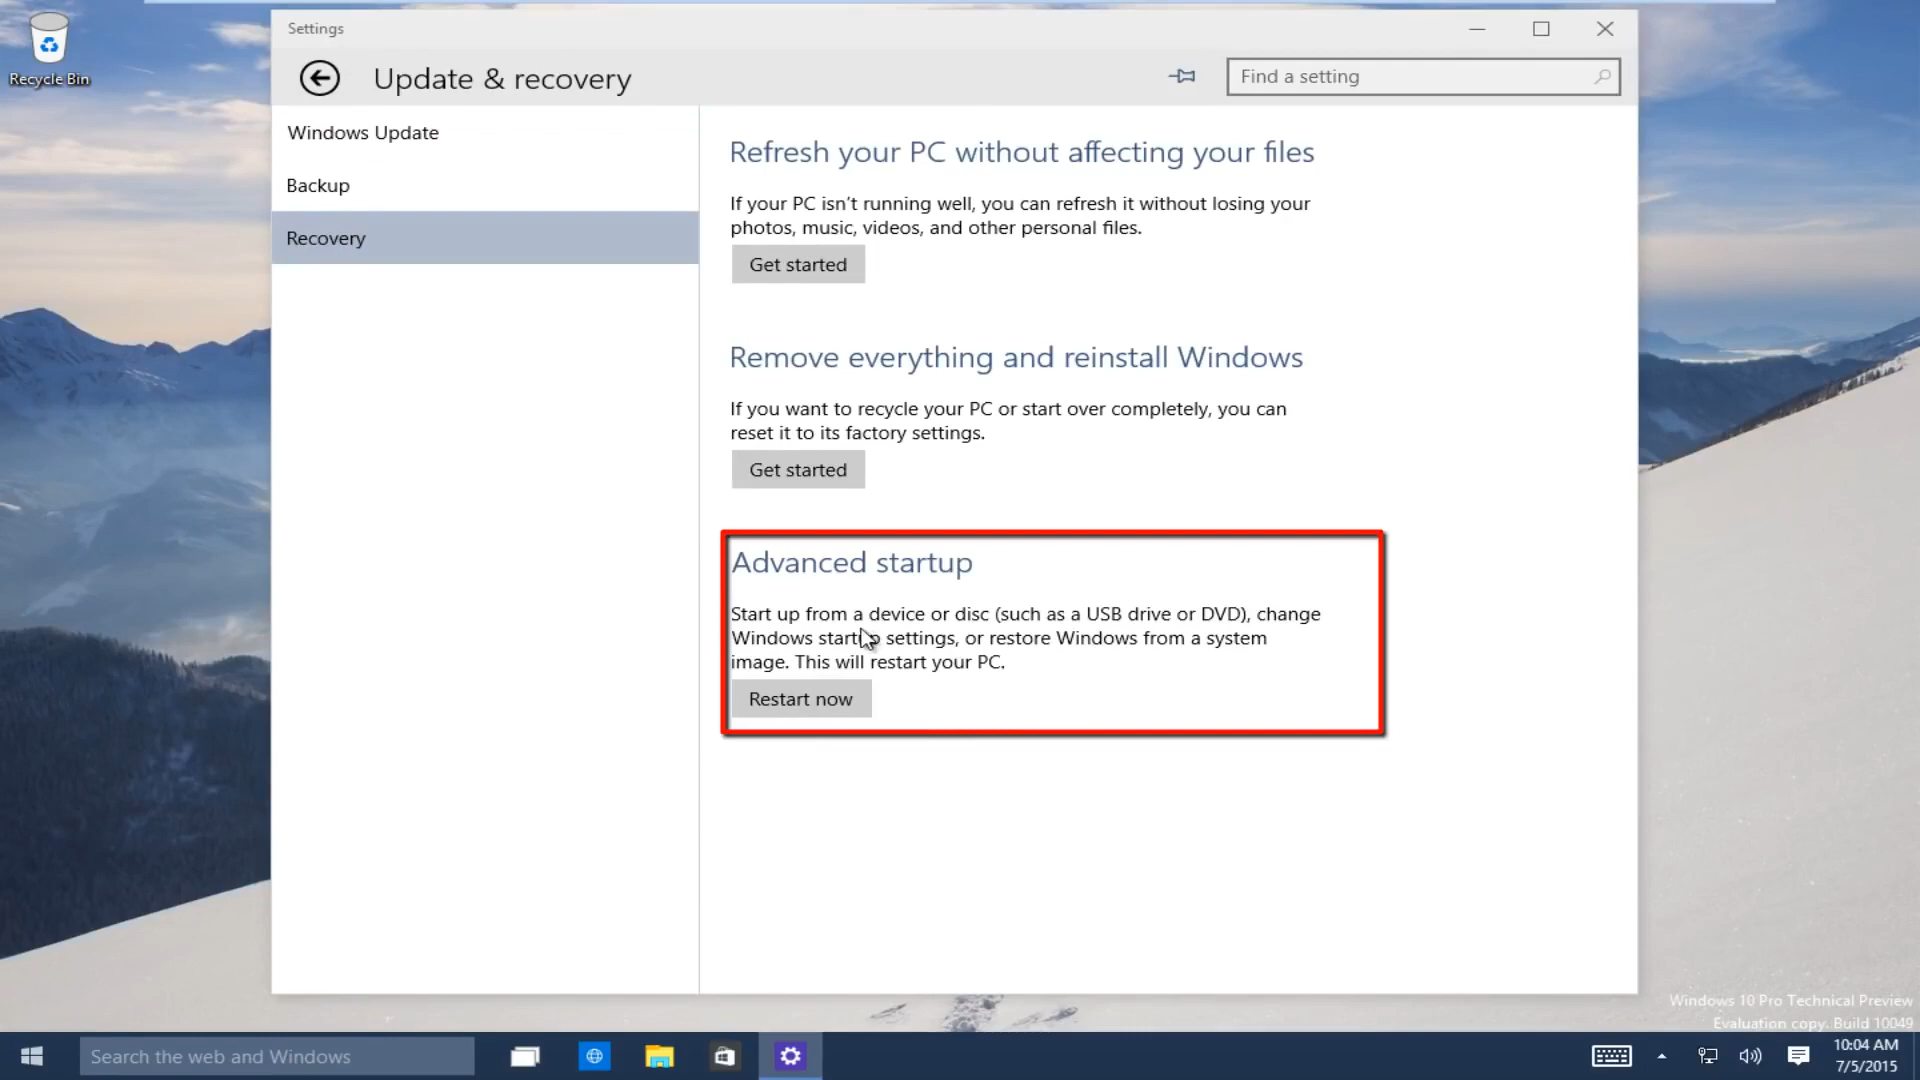 Recycle Bin
Settings
Update & recovery
Find a setting
Windows Update
Backup
Recovery
Refresh your PC without affecting your files
If your PC isn't running well, you can refresh it without losing your
photos, music, videos, and other personal files.
Get started
Remove everything and reinstall Windows
If you want to recycle your PC or start over completely, you can
reset it to its factory settings.
Get started
Advanced startup
Start up from a device or disc (such as a USB drive or DVD), change
Windows startup settings, or restore Windows from a system
image. This will restart your PC.
Restart now
Windows 10 Pro Technical Preview
Evaluation copy. Build 10049
Search the web and Windows
10:04 AM
7/5/2015